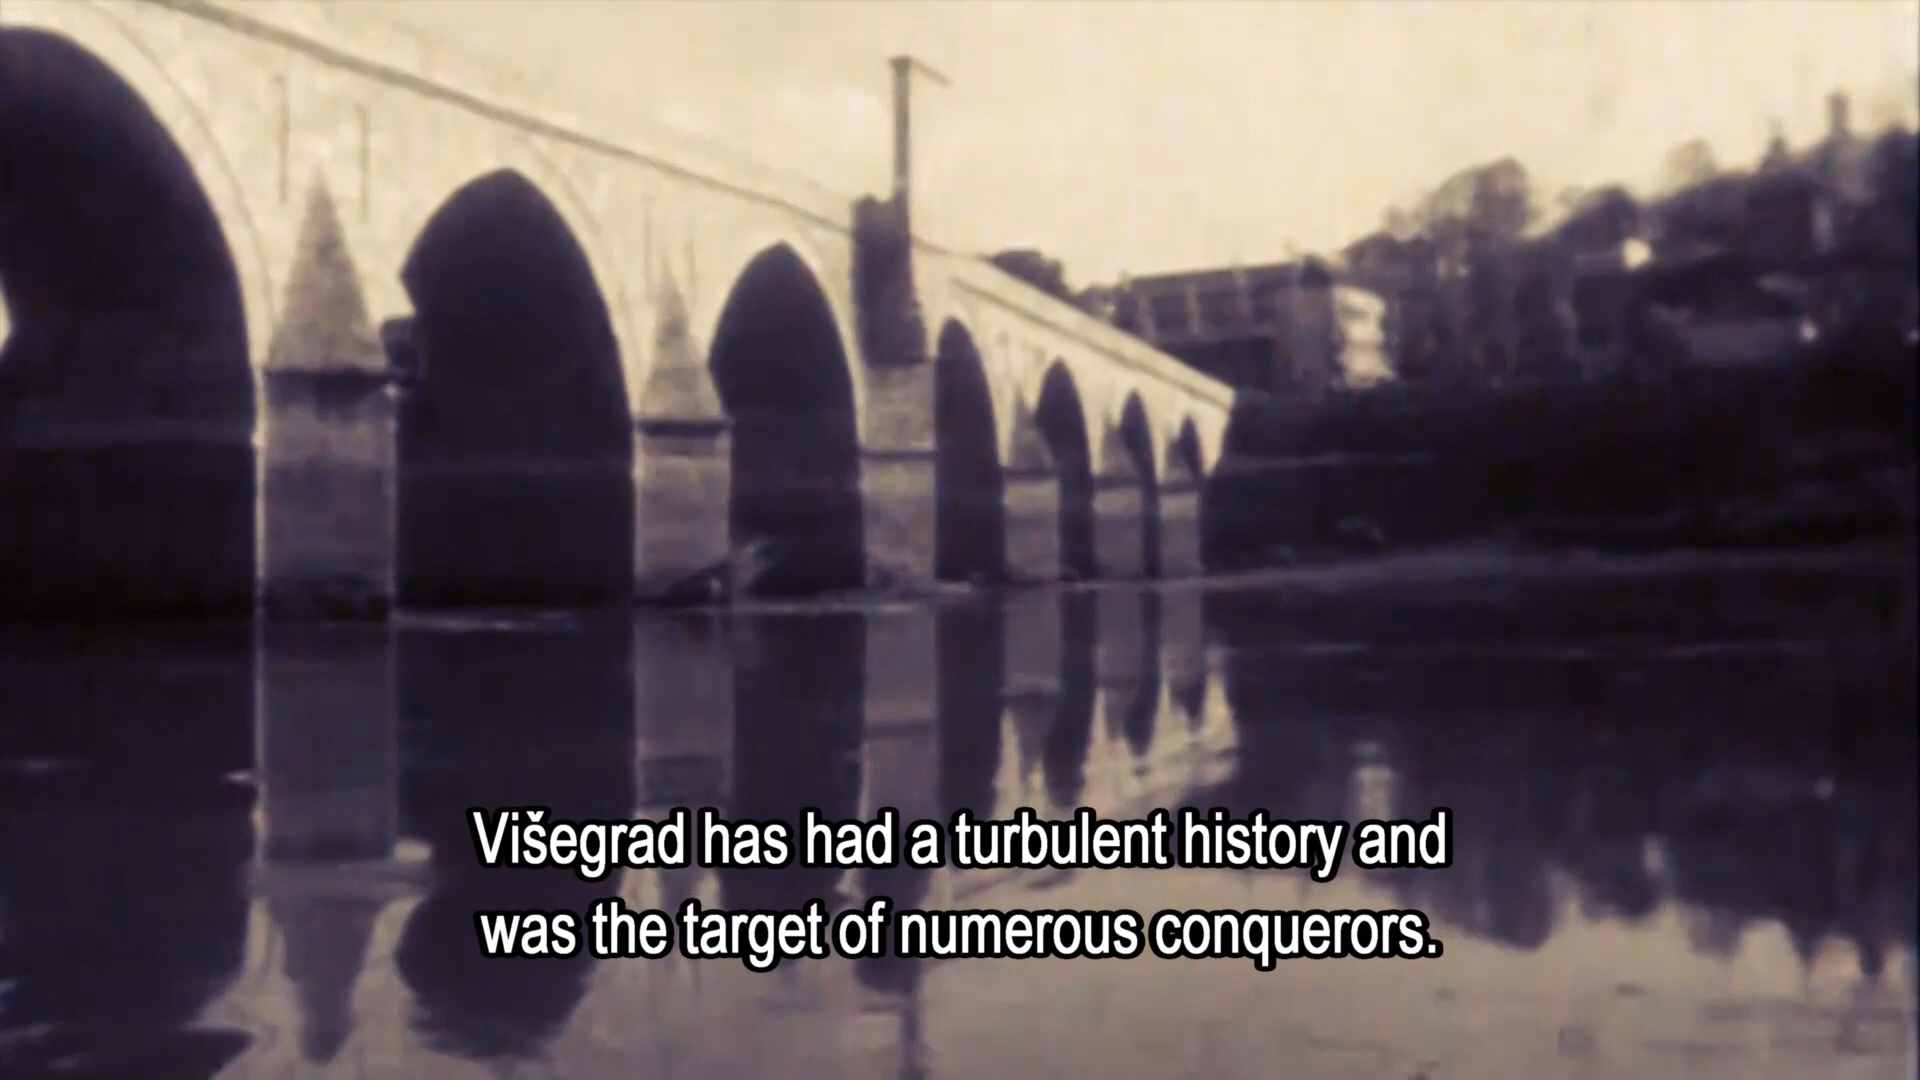 Višegrad has had a turbulent history and
was the target of numerous conquerors.